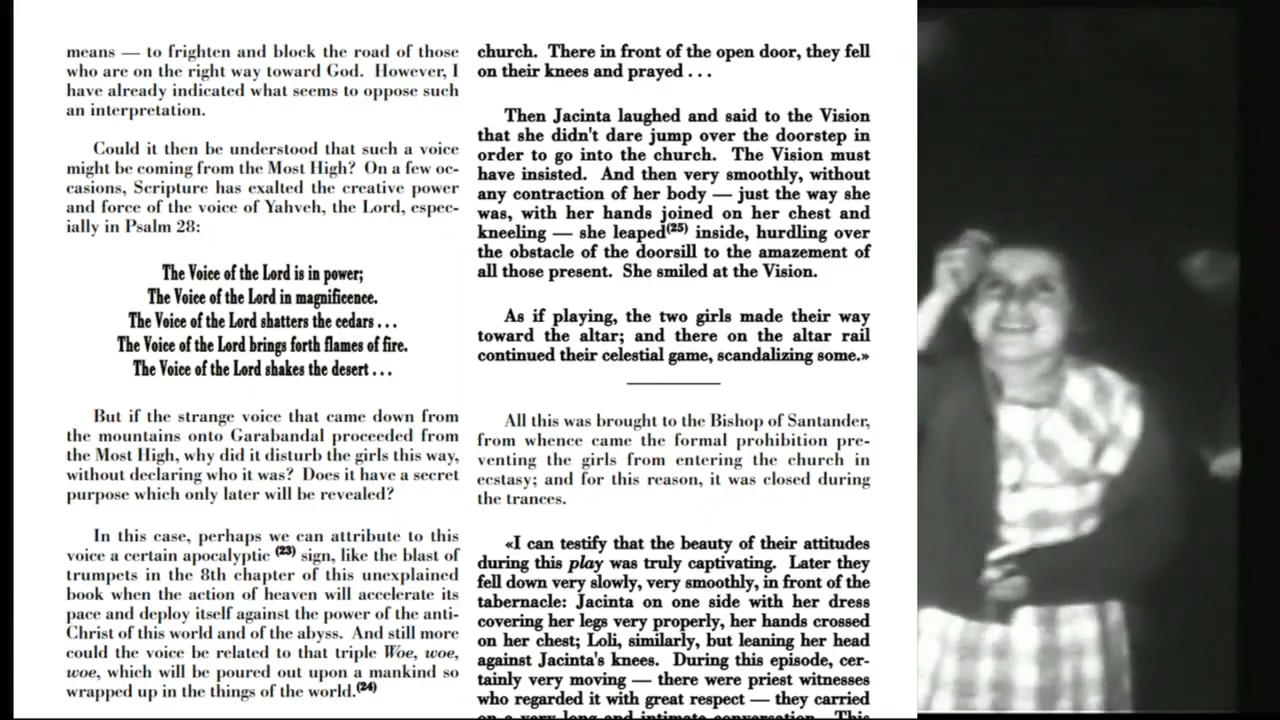 means — to frighten and block the road of those
who are on the right way toward God. However, I
have already indicated what seems to oppose such
an interpretation.
Could it then be understood that such a voice
might be coming from the Most High? On a few oc-
casions, Scripture has exalted the creative power
and force of the voice of Yahveh, the Lord, espec-
ially in Psalm 28:
The Voice of the Lord is in power;
The Voice of the Lord in magnificence.
The Voice of the Lord shatters the cedars . . .
The Voice of the Lord brings forth flames of fire.
The Voice of the Lord shakes the desert . . .
But if the strange voice that came down from
the mountains onto Garabandal proceeded from
the Most High, why did it disturb the girls this way,
without declaring who it was? Does it have a secret
purpose which only later will be revealed?
In this case, perhaps we can attribute to this
voice a certain apocalyptic (23) sign, like the blast of
trumpets in the 8th chapter of this unexplained
book when the action of heaven will accelerate its
pace and deploy itself against the power of the anti-
Christ of this world and of the abyss. And still more
could the voice be related to that triple Woe, woe,
woe, which will be poured out upon a mankind so
wrapped up in the things of the world.(24)
church. There in front of the open door, they fell
on their knees and prayed . . .
Then Jacinta laughed and said to the Vision
that she didn't dare jump over the doorstep in
order to go into the church. The Vision must
have insisted. And then very smoothly, without
any contraction of her body — just the way she
was, with her hands joined on her chest and
kneeling — she leaped(25) inside, hurdling over
the obstacle of the doorsill to the amazement of
all those present. She smiled at the Vision.
As if playing, the two girls made their way
toward the altar; and there on the altar rail
continued their celestial game, scandalizing some.»
All this was brought to the Bishop of Santander,
from whence came the formal prohibition pre-
venting the girls from entering the church in
ecstasy; and for this reason, it was closed during
the trances.
«I can testify that the beauty of their attitudes
during this play was truly captivating. Later they
fell down very slowly, very smoothly, in front of the
tabernacle: Jacinta on one side with her dress
covering her legs very properly, her hands crossed
on her chest; Loli, similarly, but leaning her head
against Jacinta's knees. During this episode, cer-
tainly very moving — there were priest witnesses
who regarded it with great respect — they carried
on a very long and intimate conversation. This